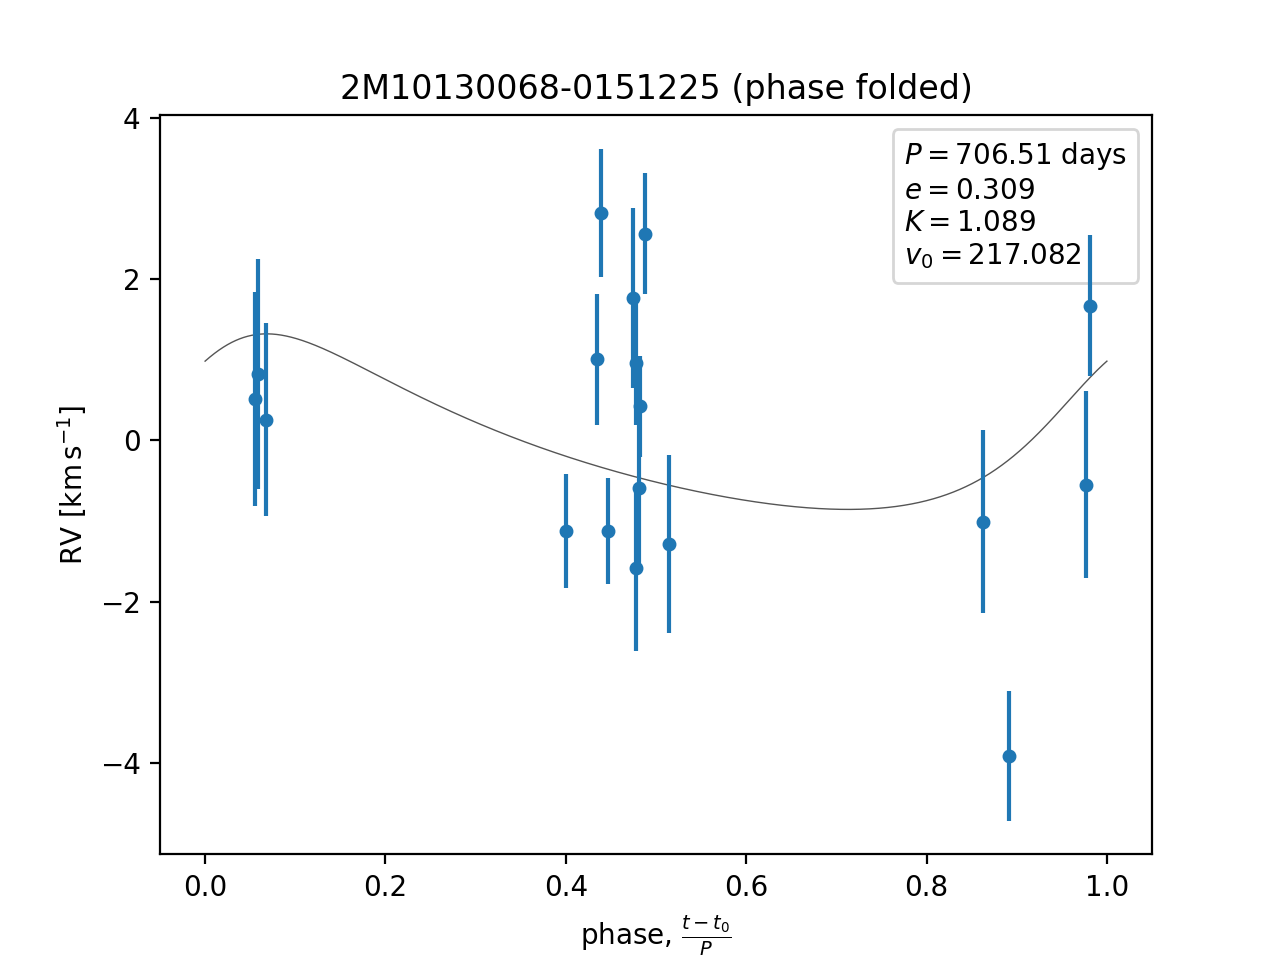 2M10130068-0151225 (phase folded)
P = 706.51 days
e = 0.309
K = 1.089
v₀ = 217.082
4
2
0
−2
−4
RV [km s⁻¹]
0.0 0.2 0.4 0.6 0.8 1.0
phase, (t − t₀)/P